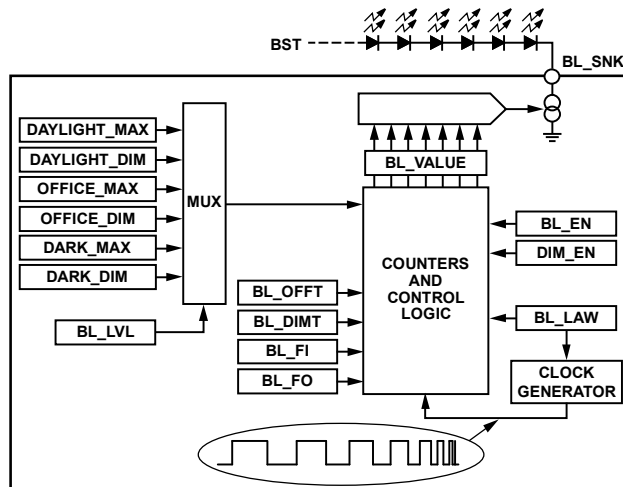 BST
BL_SNK
DAYLIGHT_MAX
DAYLIGHT_DIM
OFFICE_MAX
OFFICE_DIM
DARK_MAX
DARK_DIM
MUX
BL_LVL
BL_VALUE
COUNTERS
AND
CONTROL
LOGIC
BL_OFFT
BL_DIMT
BL_FI
BL_FO
BL_EN
DIM_EN
BL_LAW
CLOCK
GENERATOR